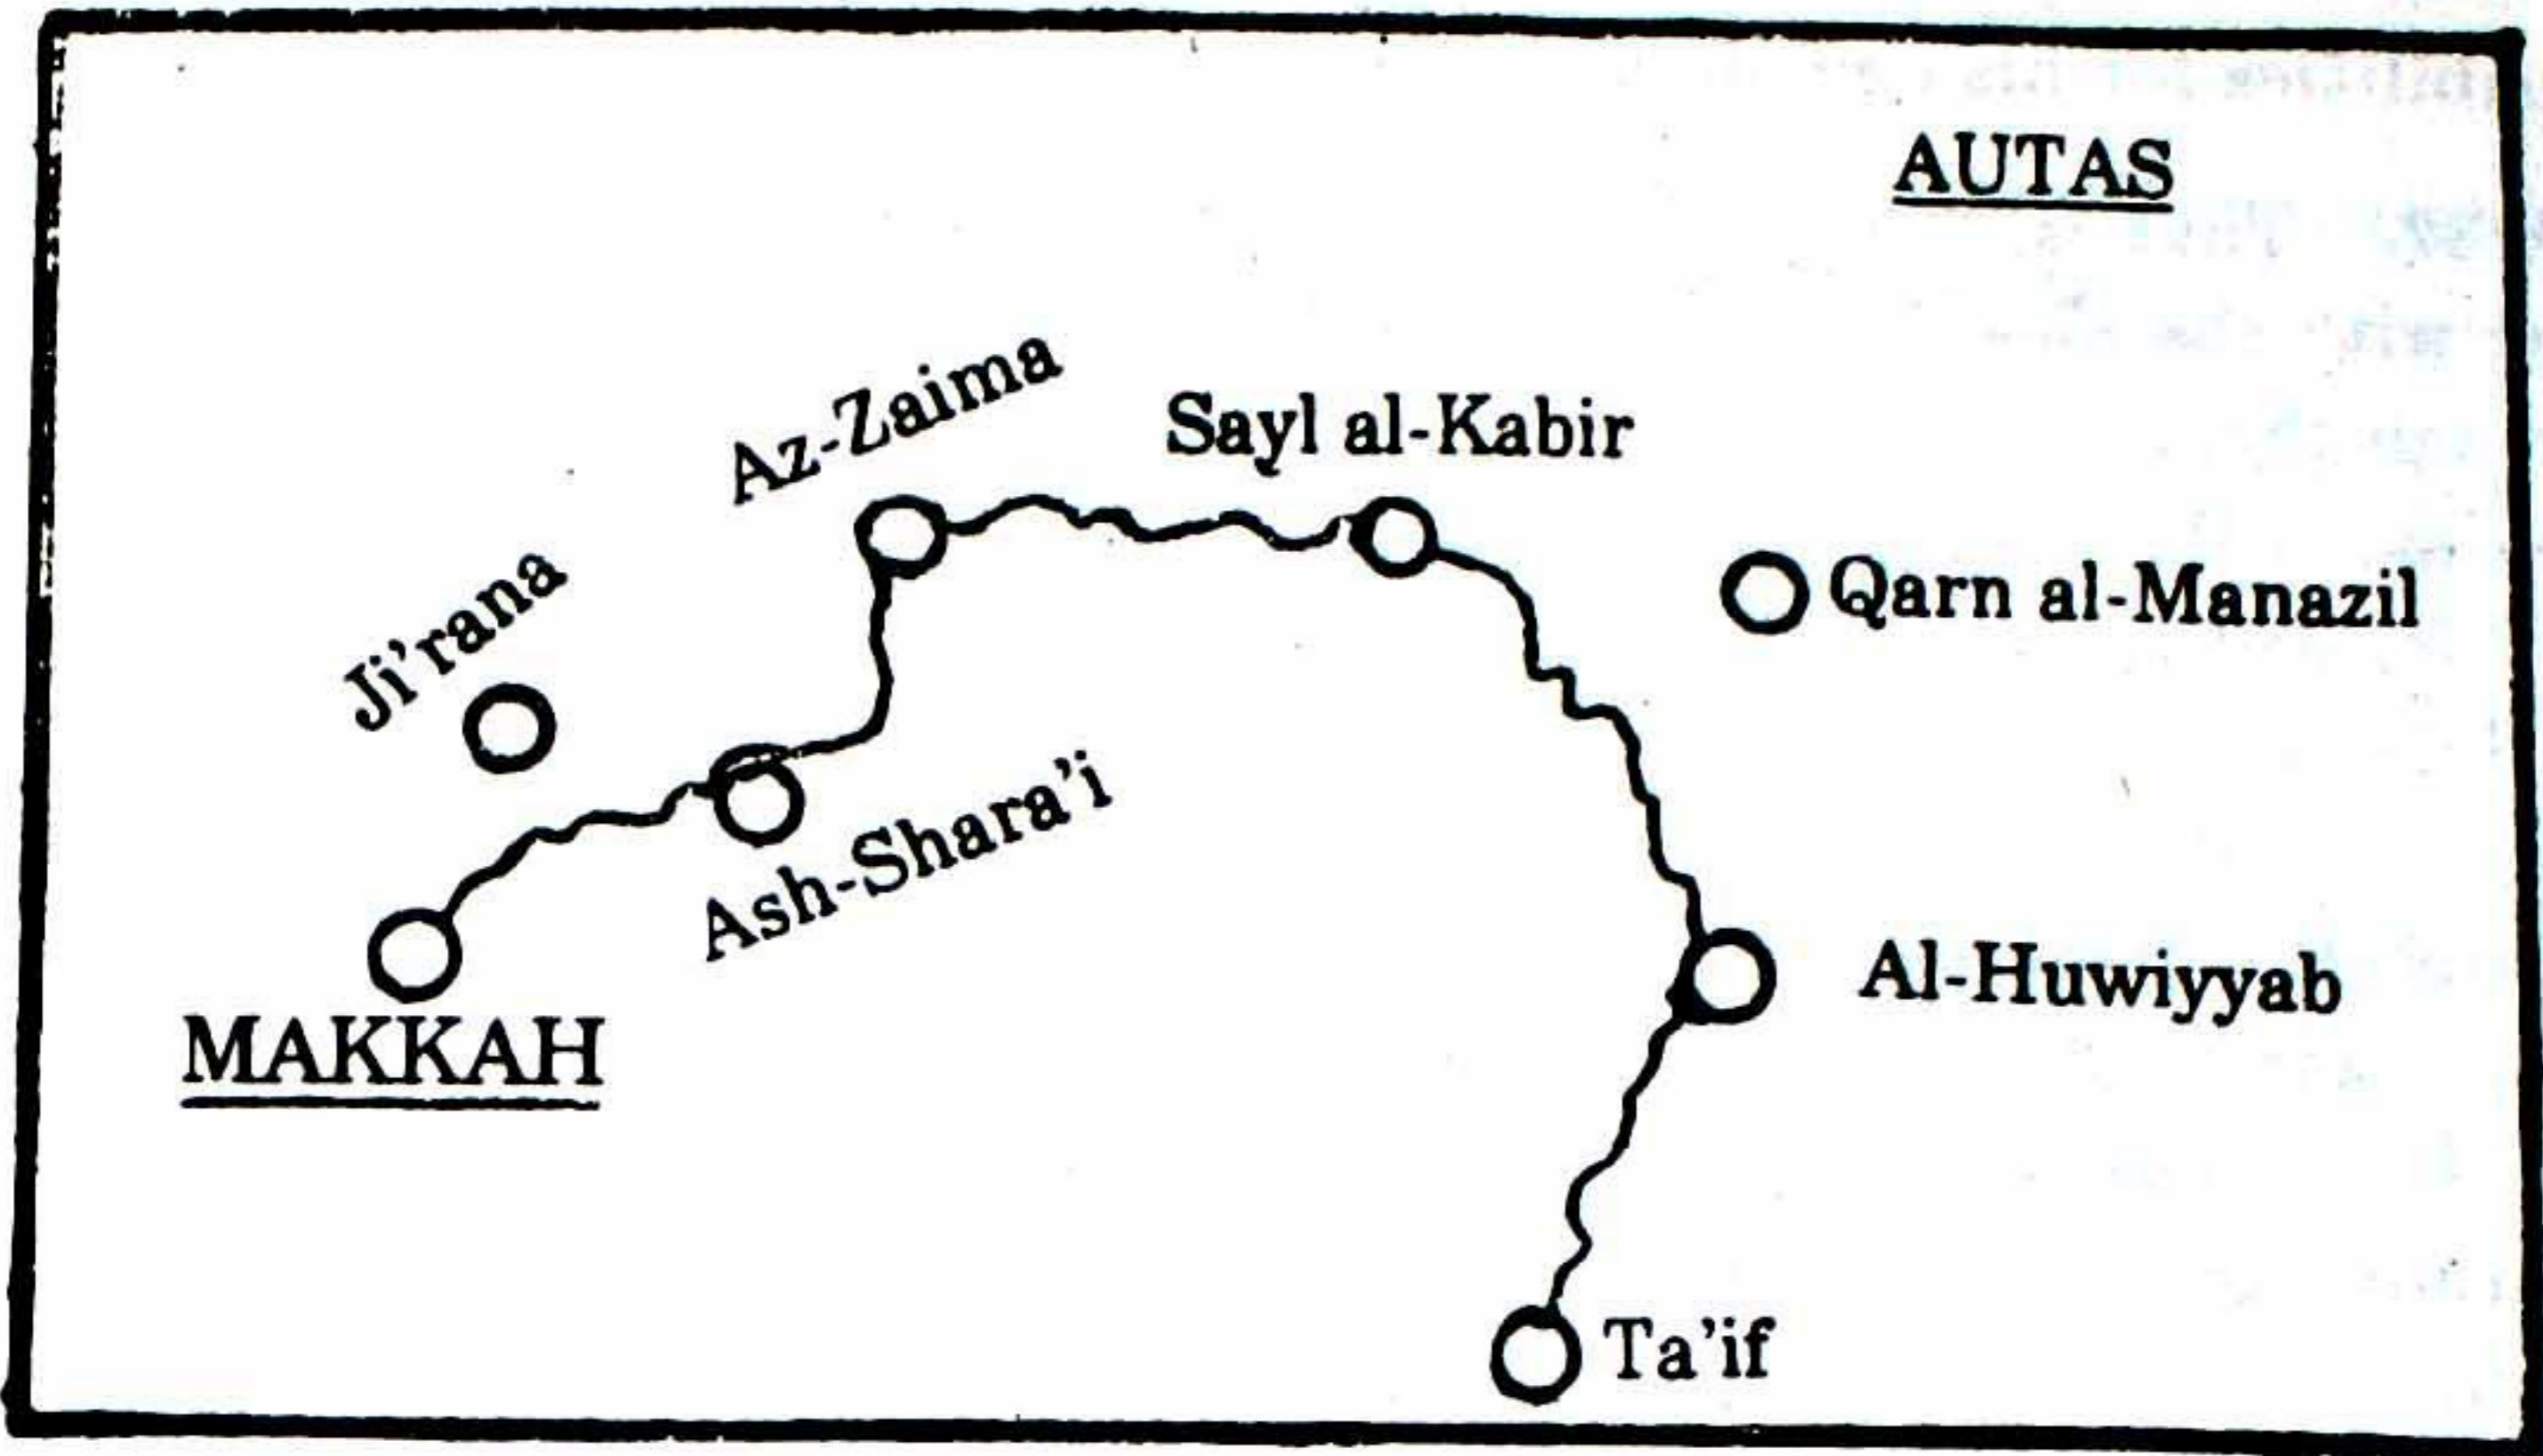 AUTAS
Az-Zaima
Sayl al-Kabir
Ji’rana
Qarn al-Manazil
Ash-Shara’i
Al-Huwiyyab
MAKKAH
Ta’if